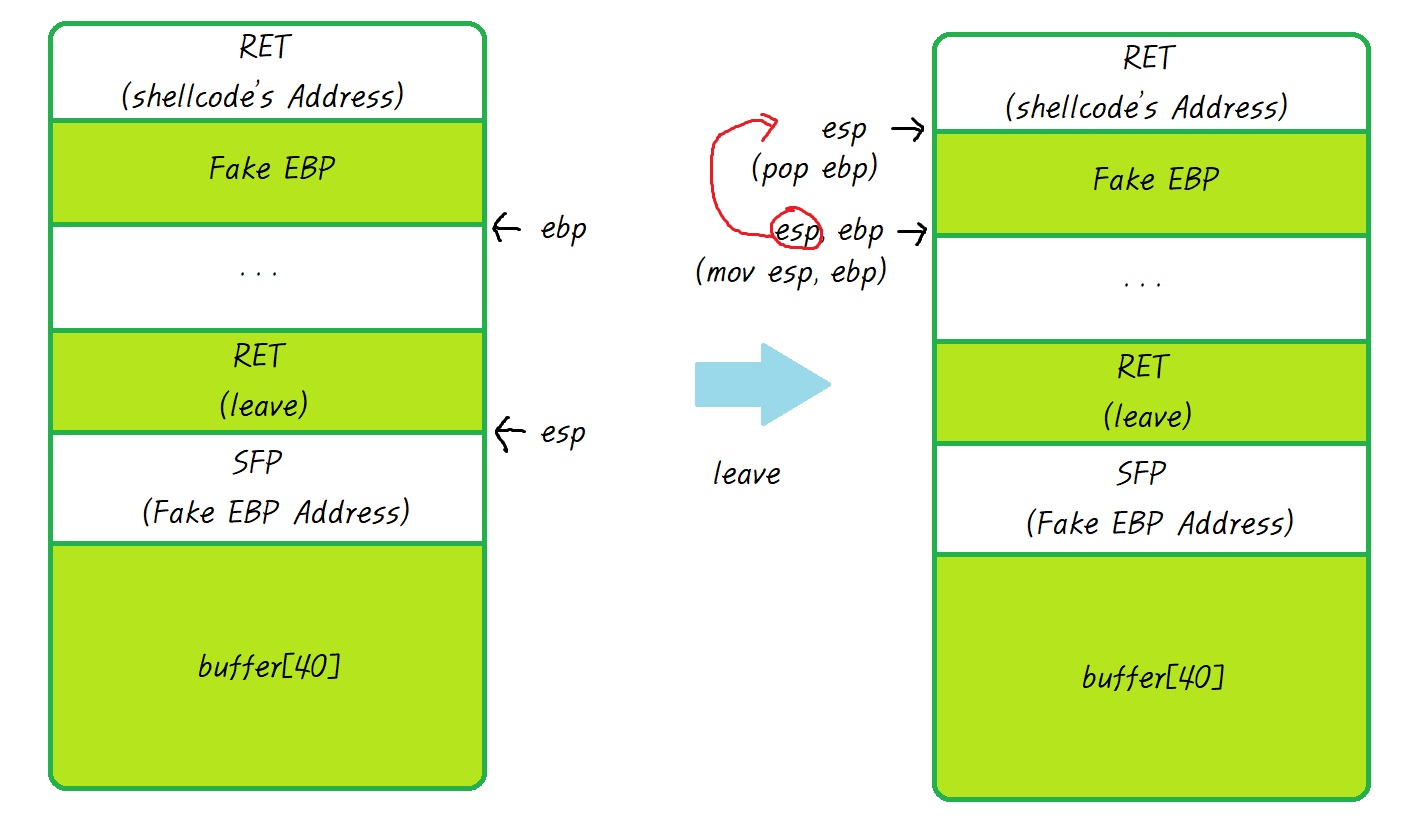 RET
(shellcode's Address)
Fake EBP
← ebp
...
RET
(leave)
← esp
SFP
(Fake EBP Address)
buffer[40]
esp →
(pop ebp)
esp, ebp →
(mov esp, ebp)
leave
RET
(shellcode's Address)
Fake EBP
...
RET
(leave)
SFP
(Fake EBP Address)
buffer[40]